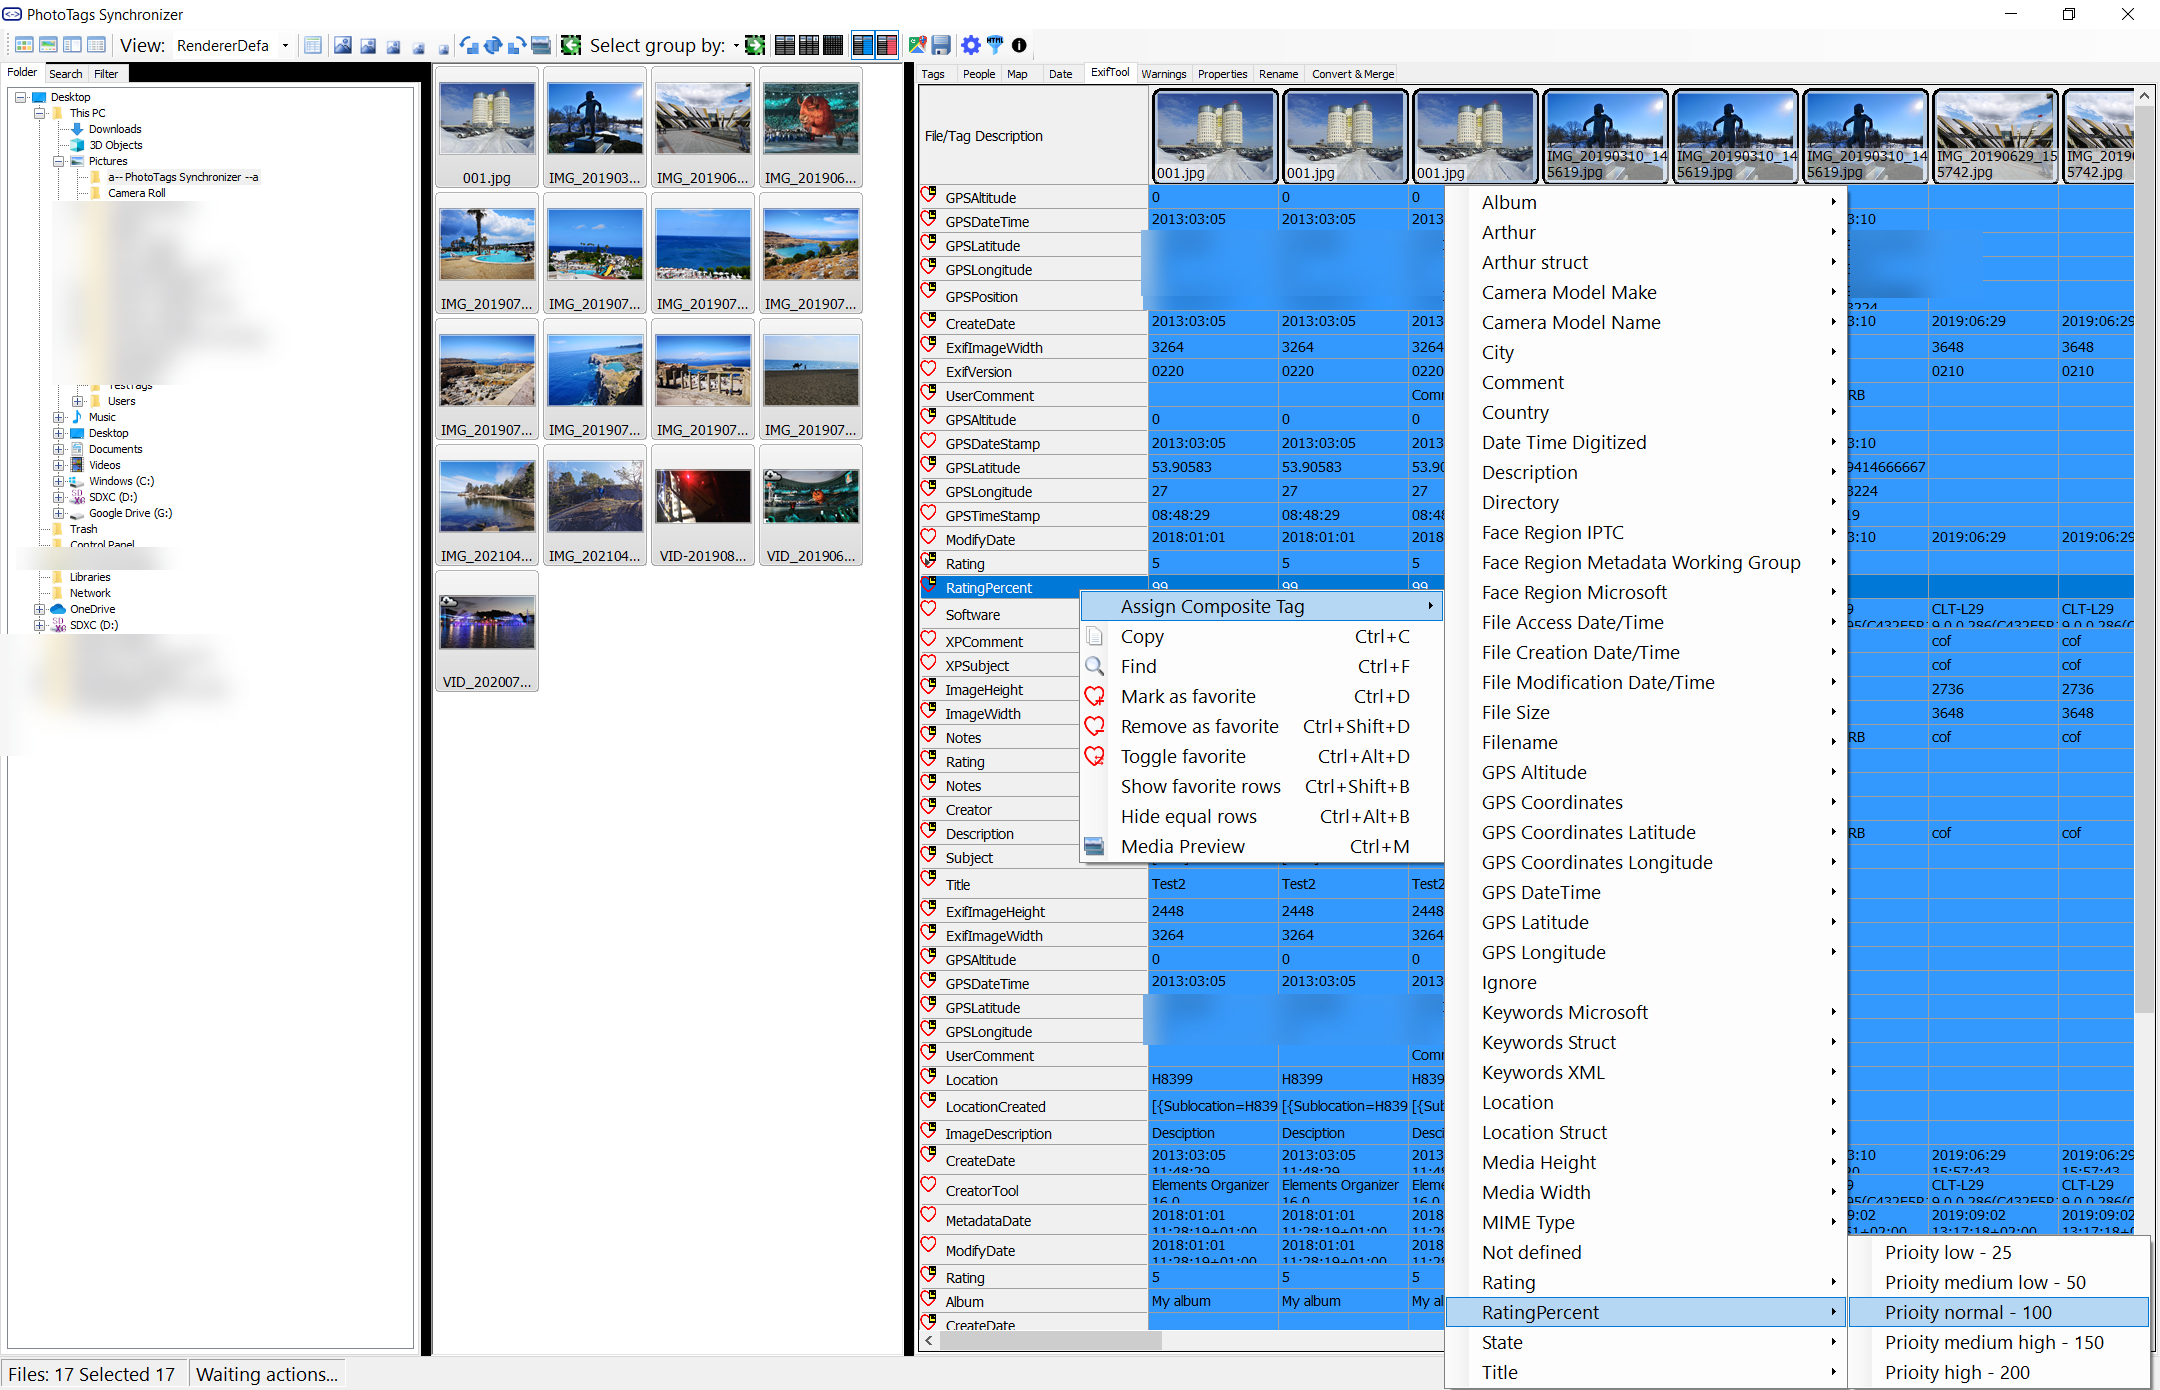 PhotoTags Synchronizer
View: RendererDefa
Select group by:
Folder Search Filter
Desktop
This PC
Downloads
3D Objects
Pictures
a-- PhotoTags Synchronizer --a
Camera Roll
TestTags
Users
Music
Desktop
Documents
Videos
Windows (C:)
SDXC (D:)
Google Drive (G:)
Trash
Control Panel
Libraries
Network
OneDrive
SDXC (D:)
001.jpg IMG_201903... IMG_201906... IMG_201906...
IMG_201907... IMG_201907... IMG_201907... IMG_201907...
IMG_201907... IMG_201907... IMG_201907... IMG_201907...
IMG_202104... IMG_202104... VID-201908... VID_201906...
VID_202007...
Tags People Map Date ExifTool Warnings Properties Rename Convert & Merge
File/Tag Description
001.jpg 001.jpg 001.jpg IMG_20190310_145619.jpg IMG_20190310_145619.jpg IMG_20190310_145619.jpg IMG_20190629_155742.jpg IMG_2019 5742.jpg
GPSAltitude 0 0 0
GPSDateTime 2013:03:05 2013:03:05 2013 3:10
GPSLatitude
GPSLongitude
GPSPosition 3224
CreateDate 2013:03:05 2013:03:05 2013 3:10 2019:06:29 2019:06:29
ExifImageWidth 3264 3264 3264 3648 3648
ExifVersion 0220 0220 0220 0210 0210
UserComment Comm RB
GPSAltitude 0 0 0
GPSDateStamp 2013:03:05 2013:03:05 2013 3:10
GPSLatitude 53.90583 53.90583 53.90 9414666667
GPSLongitude 27 27 27 3224
GPSTimeStamp 08:48:29 08:48:29 08:48 19
ModifyDate 2018:01:01 2018:01:01 2018 3:10 2019:06:29 2019:06:29
Rating 5 5 5
RatingPercent 99 99 99
Software CLT-L29 CLT-L29
XPComment cof cof
XPSubject cof cof
ImageHeight 2736 2736
ImageWidth 3648 3648
Notes RB cof cof
Rating
Notes
Creator
Description RB cof cof
Subject
Title Test2 Test2 Test2
ExifImageHeight 2448 2448 2448
ExifImageWidth 3264 3264 3264
GPSAltitude 0 0 0
GPSDateTime 2013:03:05 2013:03:05 2013
GPSLatitude
GPSLongitude
UserComment Comm
Location H8399 H8399 H839
LocationCreated [{Sublocation=H839 [{Sublocation=H839 [{Sub
ImageDescription Desciption Desciption Desci
CreateDate 2013:03:05 11:48:29 2013:03:05 11:48:29 2013 11:4 3:10 2019:06:29 15:57:43 2019:06:29 15:57:43
CreatorTool Elements Organizer 16.0 Elements Organizer 16.0 Eleme 16.0 CLT-L29 CLT-L29
MetadataDate 2018:01:01 11:28:19+01:00 2018:01:01 11:28:19+01:00 2018 9:02 2019:09:02 13:17:18+02:00 2019:09:02 13:17:18+0
ModifyDate 2018:01:01 11:28:19+01:00 2018:01:01 11:28:19+01:00 2018
Rating 5 5 5
Album My album My album My al
CreateDate
Assign Composite Tag
Copy Ctrl+C
Find Ctrl+F
Mark as favorite Ctrl+D
Remove as favorite Ctrl+Shift+D
Toggle favorite Ctrl+Alt+D
Show favorite rows Ctrl+Shift+B
Hide equal rows Ctrl+Alt+B
Media Preview Ctrl+M
Album
Arthur
Arthur struct
Camera Model Make
Camera Model Name
City
Comment
Country
Date Time Digitized
Description
Directory
Face Region IPTC
Face Region Metadata Working Group
Face Region Microsoft
File Access Date/Time
File Creation Date/Time
File Modification Date/Time
File Size
Filename
GPS Altitude
GPS Coordinates
GPS Coordinates Latitude
GPS Coordinates Longitude
GPS DateTime
GPS Latitude
GPS Longitude
Ignore
Keywords Microsoft
Keywords Struct
Keywords XML
Location
Location Struct
Media Height
Media Width
MIME Type
Not defined
Rating
RatingPercent
State
Title
Prioity low - 25
Prioity medium low - 50
Prioity normal - 100
Prioity medium high - 150
Prioity high - 200
Files: 17 Selected 17 Waiting actions...